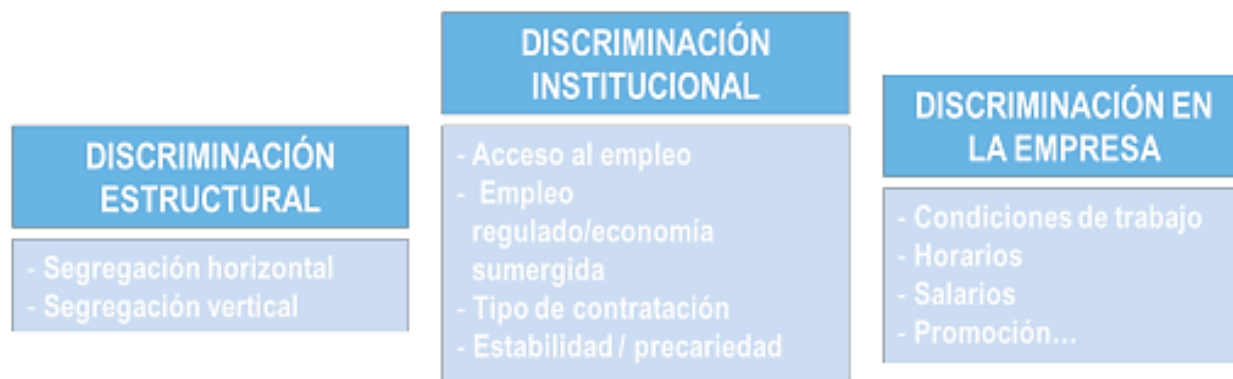 DISCRIMINACIÓN
ESTRUCTURAL
- Segregación horizontal
- Segregación vertical
DISCRIMINACIÓN
INSTITUCIONAL
- Acceso al empleo
- Empleo
regulado/economía
sumergida
- Tipo de contratación
- Estabilidad / precariedad
DISCRIMINACIÓN EN
LA EMPRESA
- Condiciones de trabajo
- Horarios
- Salarios
- Promoción...